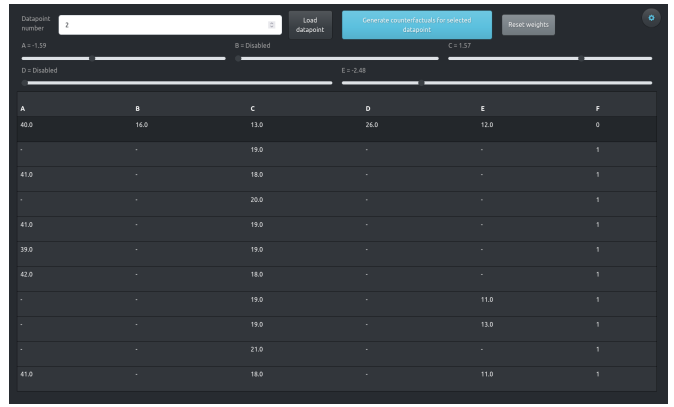 Datapoint number 2 Load datapoint Generate counterfactuals for selected datapoint Reset weights
A = -1.59 B = Disabled C = 1.57
D = Disabled E = -2.48
A B C D E F
40.0 16.0 13.0 26.0 12.0 0
- - 19.0 - - 1
41.0 - 18.0 - - 1
- - 20.0 - - 1
41.0 - 19.0 - - 1
39.0 - 19.0 - - 1
42.0 - 18.0 - - 1
- - 19.0 - 11.0 1
- - 19.0 - 13.0 1
- - 21.0 - - 1
41.0 - 18.0 - 11.0 1